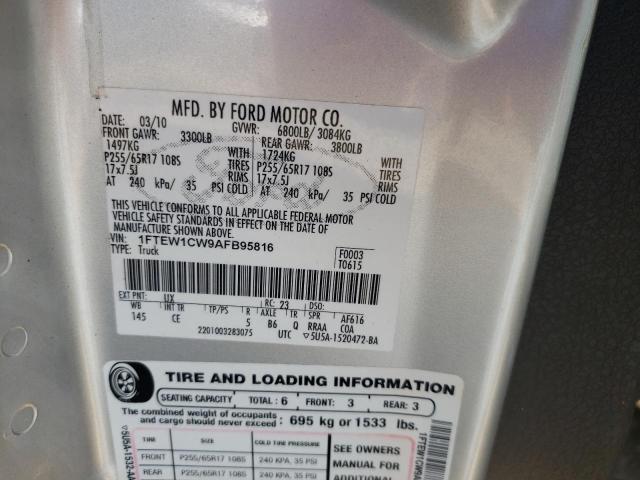 MFD. BY FORD MOTOR CO.
DATE: 03/10 GVWR: 6800LB/ 3084KG
FRONT GAWR: 3300LB REAR GAWR: 3800LB
1497KG WITH 1724KG WITH
P255/65R17 108S TIRES P255/65R17 108S TIRES
17x7.5J RIMS 17x7.5J RIMS
AT 240 kPa/ 35 PSI COLD AT 240 kPa/ 35 PSI COLD
THIS VEHICLE CONFORMS TO ALL APPLICABLE FEDERAL MOTOR
VEHICLE SAFETY STANDARDS IN EFFECT ON THE DATE OF
MANUFACTURE SHOWN ABOVE.
VIN: 1FTEW1CW9AFB95816 F0003
TYPE: Truck T0615
EXT PNT: UX RC: 23 DSO:
WB INT TR TP/PS R AXLE TR SPR AF616
145 CE 5 B6 Q RRAA COA
2201003283075 UTC ▽5U5A-1520472-BA
TIRE AND LOADING INFORMATION
SEATING CAPACITY TOTAL: 6 FRONT: 3 REAR: 3
The combined weight of occupants
and cargo should never exceed: 695 kg or 1533 lbs.
TIRE SIZE COLD TIRE PRESSURE
FRONT P255/65R17 108S 240 KPA, 35 PSI
REAR P255/65R17 108S 240 KPA, 35 PSI
SEE OWNERS
MANUAL FOR